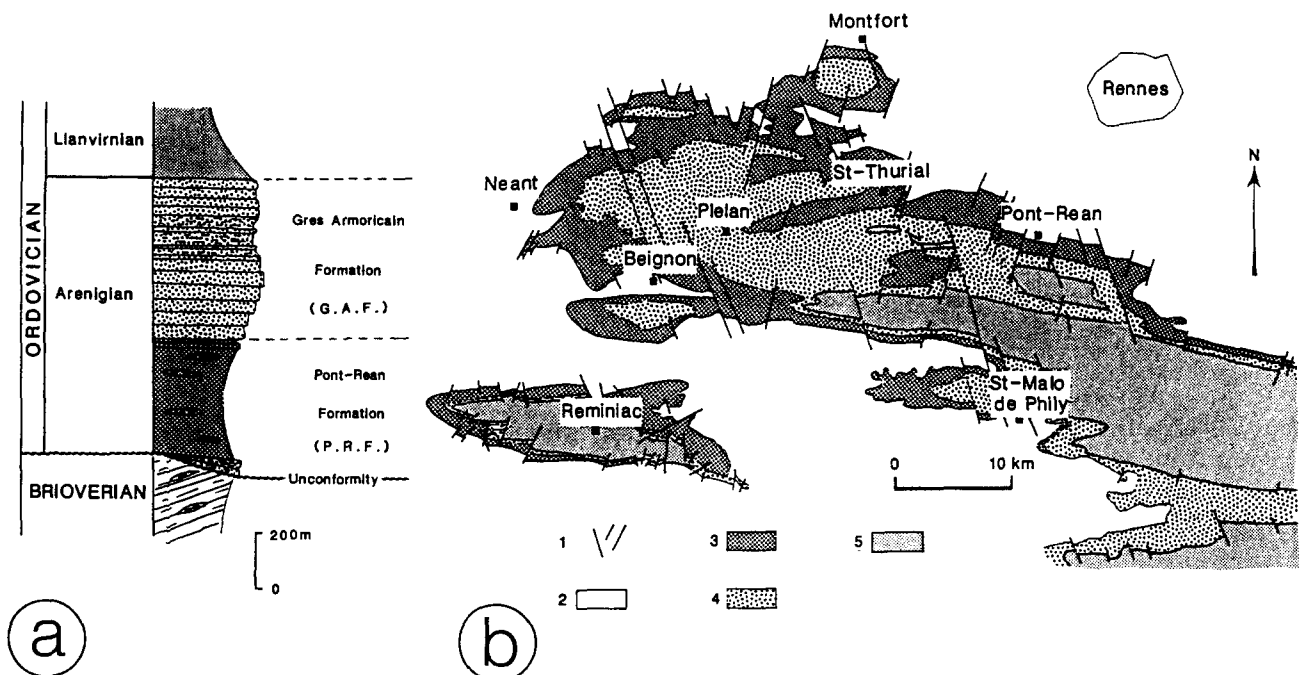 ORDOVICIAN
Llanvirnian
Arenigian
BRIOVERIAN
Gres Armoricain
Formation
(G.A.F.)
Pont-Rean
Formation
(P.R.F.)
Unconformity
200m
0
a
Montfort
Rennes
N
Neant
St-Thurial
Plelan
Pont-Rean
Beignon
St-Malo
de Phily
Reminiac
0 10 km
1 3 5
2 4
b